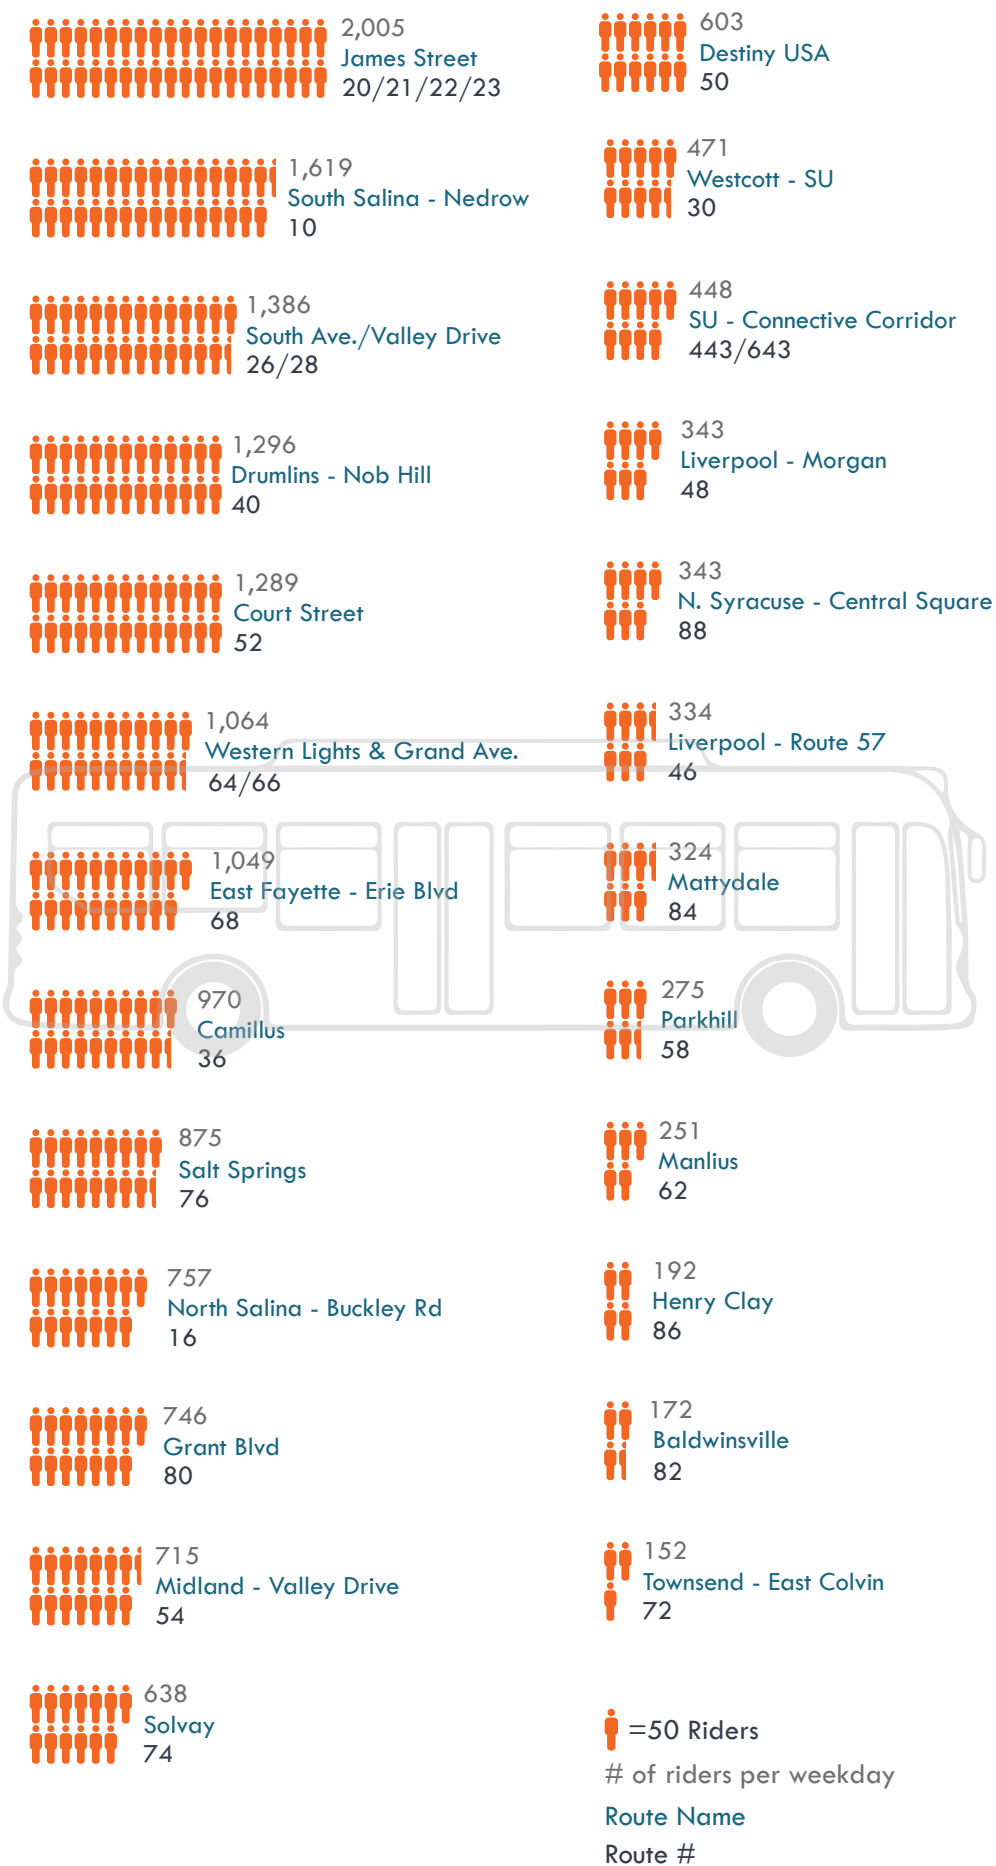 2,005
James Street
20/21/22/23
1,619
South Salina - Nedrow
10
1,386
South Ave./Valley Drive
26/28
1,296
Drumlins - Nob Hill
40
1,289
Court Street
52
1,064
Western Lights & Grand Ave.
64/66
1,049
East Fayette - Erie Blvd
68
970
Camillus
36
875
Salt Springs
76
757
North Salina - Buckley Rd
16
746
Grant Blvd
80
715
Midland - Valley Drive
54
638
Solvay
74
603
Destiny USA
50
471
Westcott - SU
30
448
SU - Connective Corridor
443/643
343
Liverpool - Morgan
48
343
N. Syracuse - Central Square
88
334
Liverpool - Route 57
46
324
Mattydale
84
275
Parkhill
58
251
Manlius
62
192
Henry Clay
86
172
Baldwinsville
82
152
Townsend - East Colvin
72
=50 Riders
# of riders per weekday
Route Name
Route #